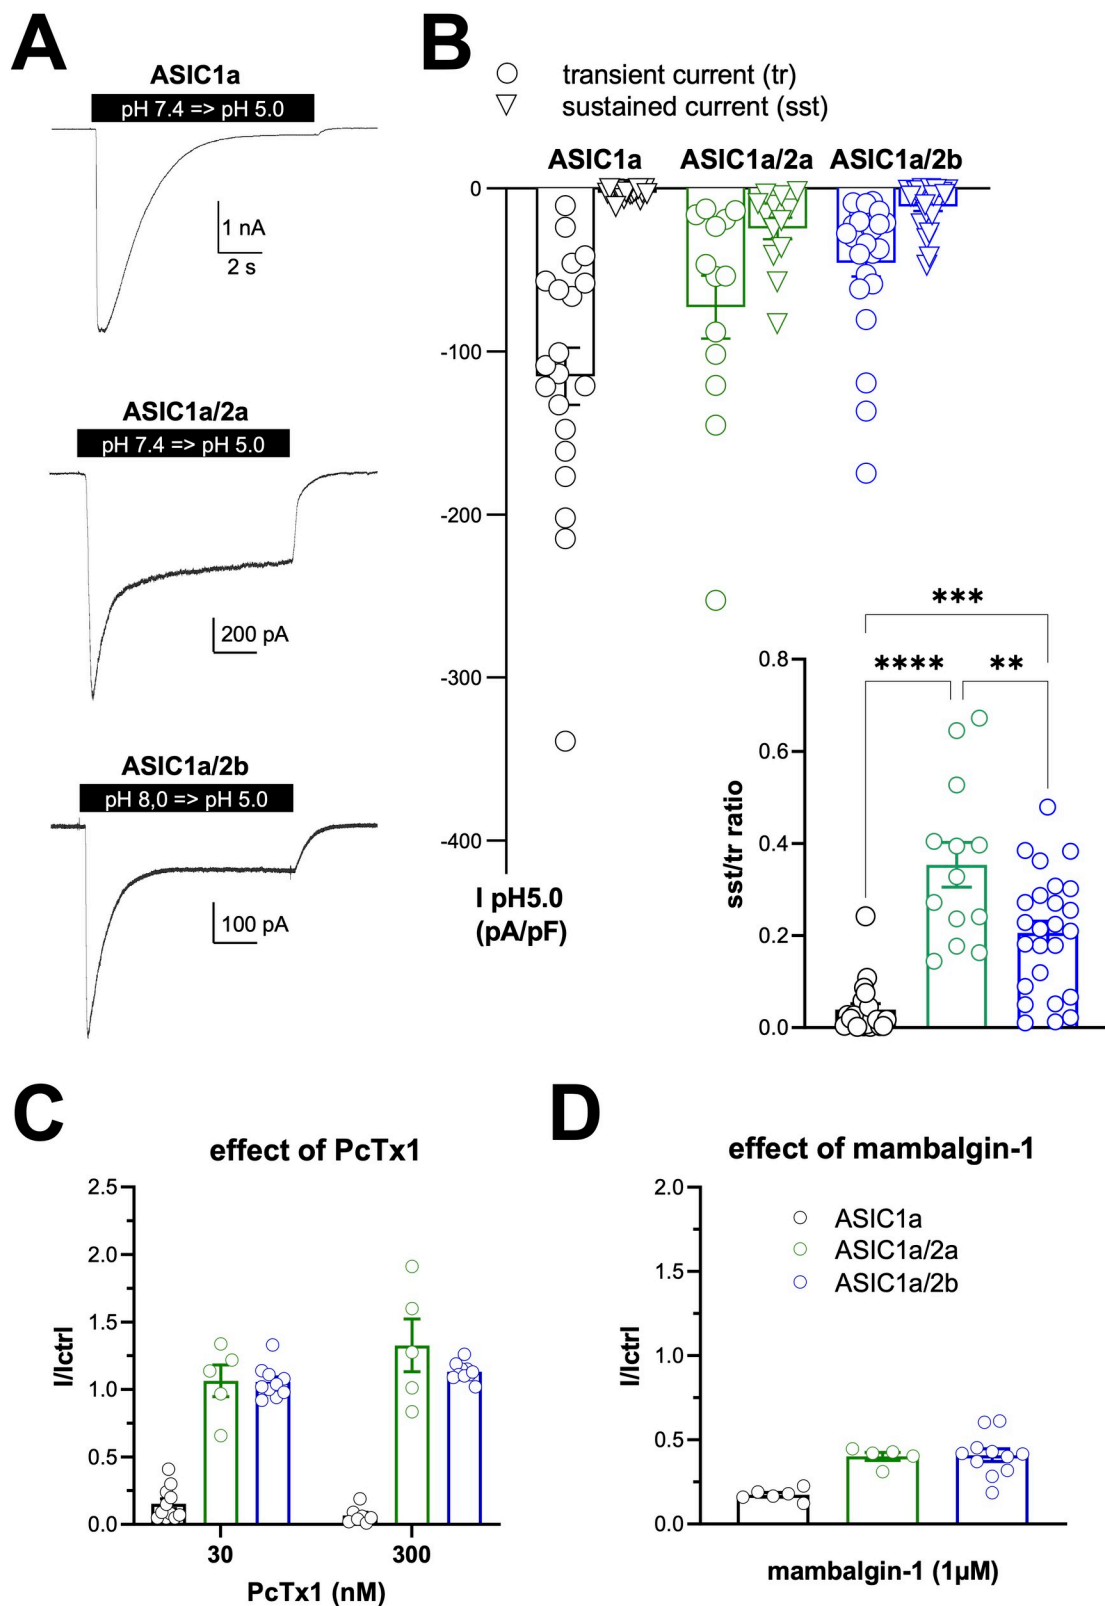 A
ASIC1a
pH 7.4 => pH 5.0
1 nA
2 s
ASIC1a/2a
pH 7.4 => pH 5.0
200 pA
ASIC1a/2b
pH 8,0 => pH 5.0
100 pA
B
transient current (tr)
sustained current (sst)
ASIC1a ASIC1a/2a ASIC1a/2b
0
-100
-200
-300
-400
I pH5.0
(pA/pF)
***
**** **
0.8
0.6
0.4
0.2
0.0
sst/tr ratio
C
effect of PcTx1
2.5
2.0
1.5
1.0
0.5
0.0
I/Ictrl
30 300
PcTx1 (nM)
D
effect of mambalgin-1
2.0
1.5
1.0
0.5
0.0
I/Ictrl
ASIC1a
ASIC1a/2a
ASIC1a/2b
mambalgin-1 (1µM)